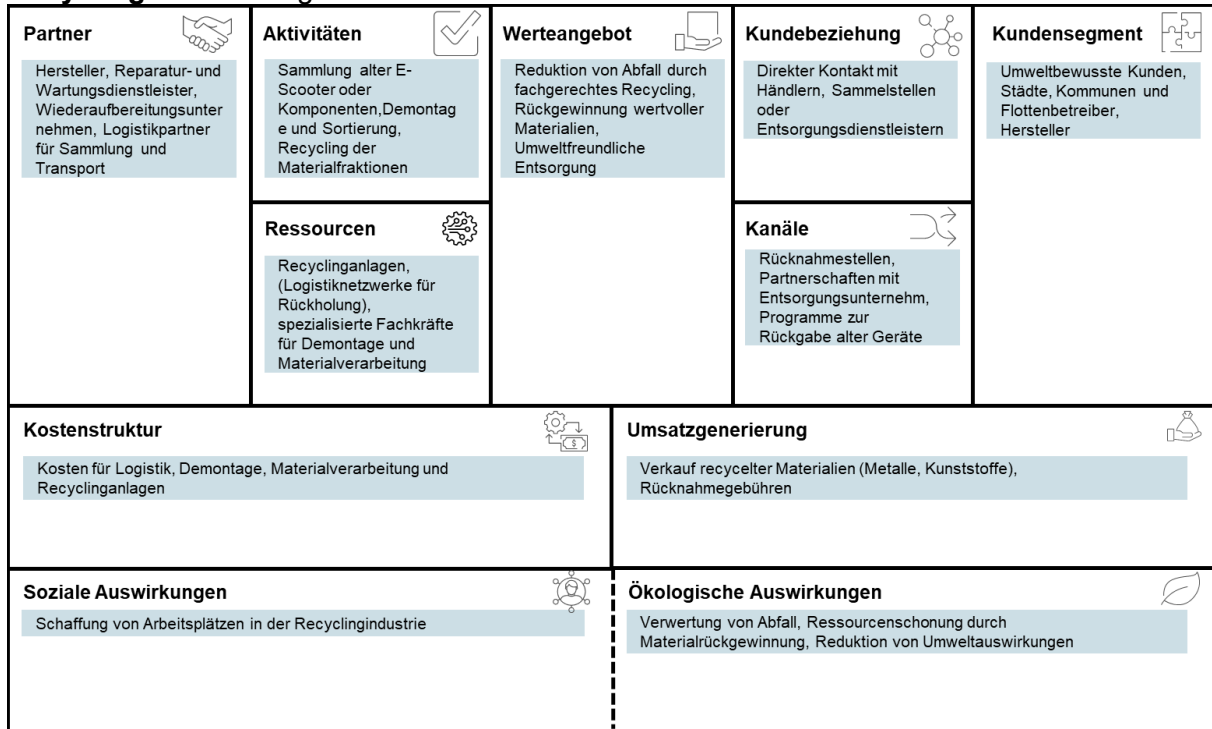 Partner
Hersteller, Reparatur- und
Wartungsdienstleister,
Wiederaufbereitungsunter
nehmen, Logistikpartner
für Sammlung und
Transport
Aktivitäten
Sammlung alter E-
Scooter oder
Komponenten,Demontag
e und Sortierung,
Recycling der
Materialfraktionen
Ressourcen
Recyclinganlagen,
(Logistiknetzwerke für
Rückholung),
spezialisierte Fachkräfte
für Demontage und
Materialverarbeitung
Werteangebot
Reduktion von Abfall durch
fachgerechtes Recycling,
Rückgewinnung wertvoller
Materialien,
Umweltfreundliche
Entsorgung
Kundebeziehung
Direkter Kontakt mit
Händlern, Sammelstellen
oder
Entsorgungsdienstleistern
Kanäle
Rücknahmestellen,
Partnerschaften mit
Entsorgungsunternehm,
Programme zur
Rückgabe alter Geräte
Kundensegment
Umweltbewusste Kunden,
Städte, Kommunen und
Flottenbetreiber,
Hersteller
Kostenstruktur
Kosten für Logistik, Demontage, Materialverarbeitung und
Recyclinganlagen
Umsatzgenerierung
Verkauf recycelter Materialien (Metalle, Kunststoffe),
Rücknahmegebühren
Soziale Auswirkungen
Schaffung von Arbeitsplätzen in der Recyclingindustrie
Ökologische Auswirkungen
Verwertung von Abfall, Ressourcenschonung durch
Materialrückgewinnung, Reduktion von Umweltauswirkungen